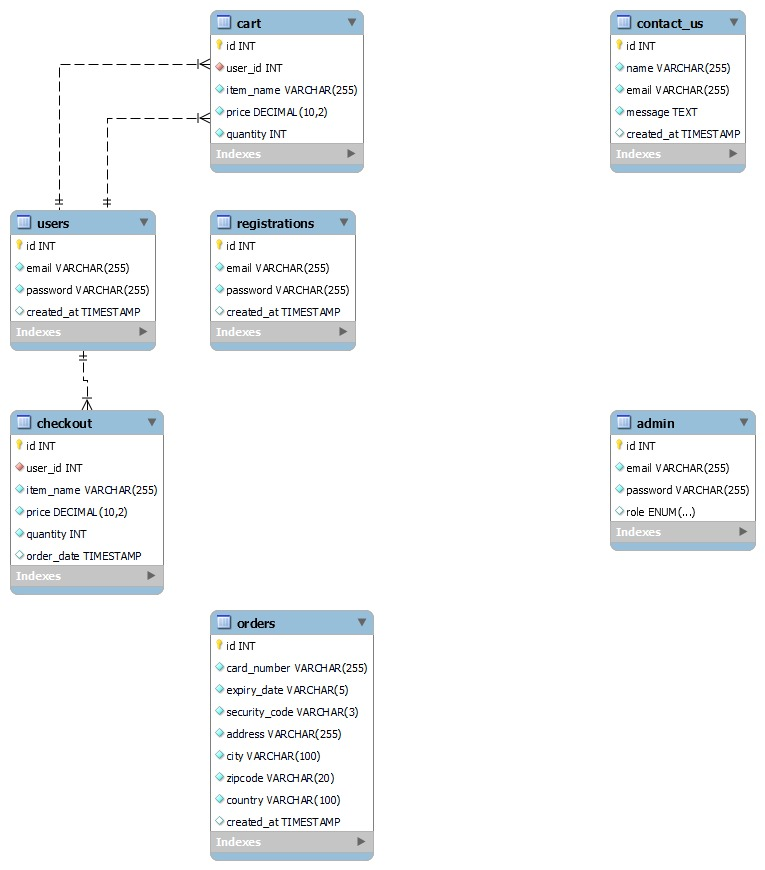 cart
id INT
user_id INT
item_name VARCHAR(255)
price DECIMAL(10,2)
quantity INT
Indexes
contact_us
id INT
name VARCHAR(255)
email VARCHAR(255)
message TEXT
created_at TIMESTAMP
Indexes
users
id INT
email VARCHAR(255)
password VARCHAR(255)
created_at TIMESTAMP
Indexes
registrations
id INT
email VARCHAR(255)
password VARCHAR(255)
created_at TIMESTAMP
Indexes
checkout
id INT
user_id INT
item_name VARCHAR(255)
price DECIMAL(10,2)
quantity INT
order_date TIMESTAMP
Indexes
admin
id INT
email VARCHAR(255)
password VARCHAR(255)
role ENUM(...)
Indexes
orders
id INT
card_number VARCHAR(255)
expiry_date VARCHAR(5)
security_code VARCHAR(3)
address VARCHAR(255)
city VARCHAR(100)
zipcode VARCHAR(20)
country VARCHAR(100)
created_at TIMESTAMP
Indexes